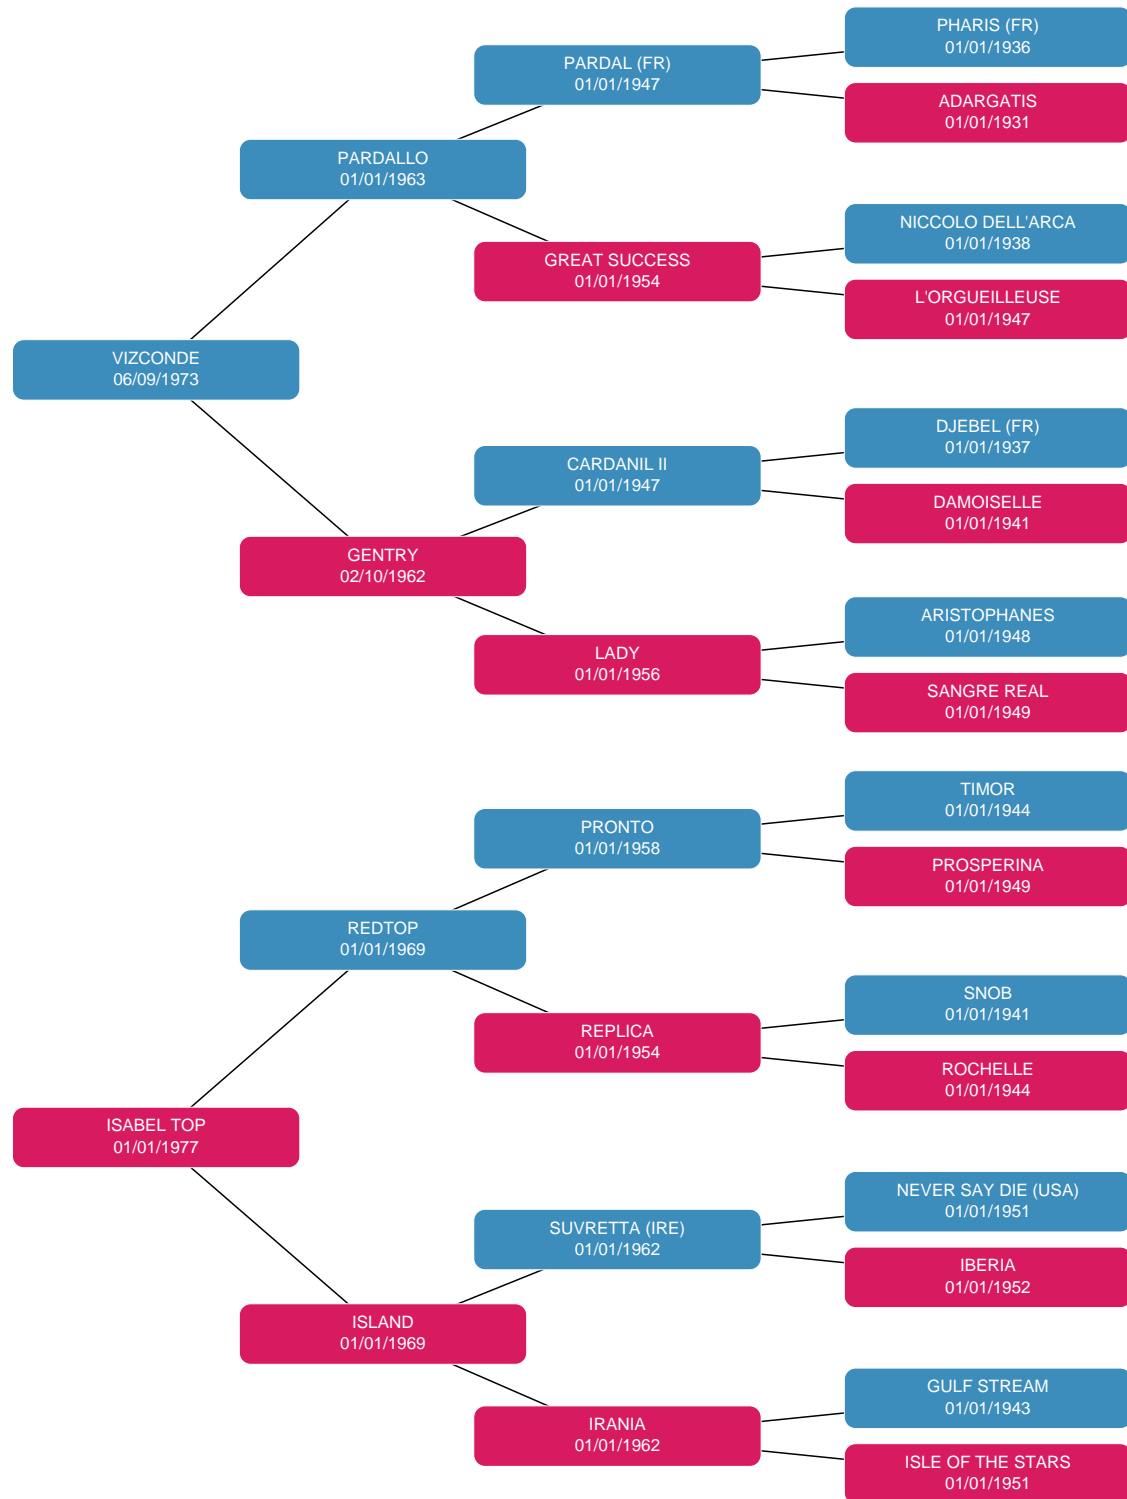 PHARIS (FR)
01/01/1936
PARDAL (FR)
01/01/1947
ADARGATIS
01/01/1931
PARDALLO
01/01/1963
NICCOLO DELL'ARCA
01/01/1938
GREAT SUCCESS
01/01/1954
L'ORGUEILLEUSE
01/01/1947
VIZCONDE
06/09/1973
DJEBEL (FR)
01/01/1937
CARDANIL II
01/01/1947
DAMOISELLE
01/01/1941
GENTRY
02/10/1962
ARISTOPHANES
01/01/1948
LADY
01/01/1956
SANGRE REAL
01/01/1949
TIMOR
01/01/1944
PRONTO
01/01/1958
PROSPERINA
01/01/1949
REDTOP
01/01/1969
SNOB
01/01/1941
REPLICA
01/01/1954
ROCHELLE
01/01/1944
ISABEL TOP
01/01/1977
NEVER SAY DIE (USA)
01/01/1951
SUVRETTA (IRE)
01/01/1962
IBERIA
01/01/1952
ISLAND
01/01/1969
GULF STREAM
01/01/1943
IRANIA
01/01/1962
ISLE OF THE STARS
01/01/1951